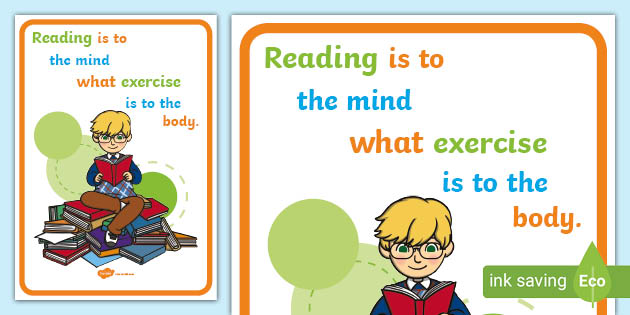 Reading is to
the mind
what exercise
is to the
body.
Reading is to
the mind
what exercise
is to the
body.
ink saving Eco